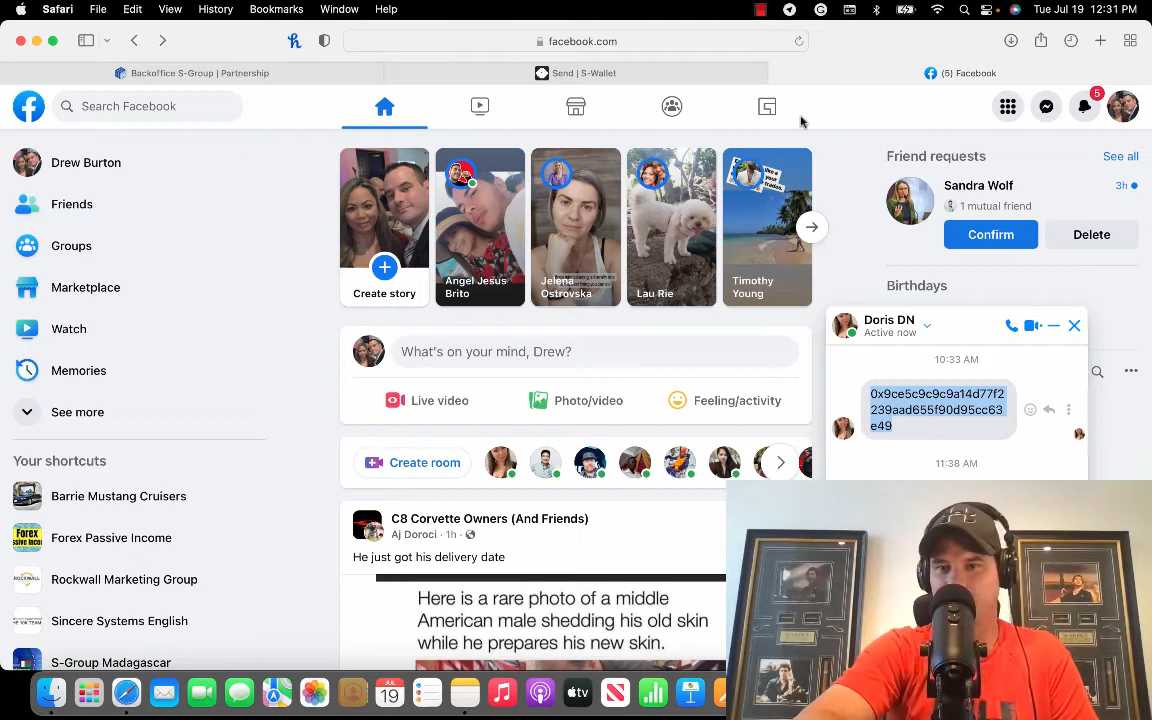 Safari File Edit View History Bookmarks Window Help Tue Jul 19 12:31 PM
facebook.com
Backoffice S-Group | Partnership Send | S-Wallet (5) Facebook
Search Facebook 5
Drew Burton
Friends
Groups
Marketplace
Watch
Memories
See more
Your shortcuts
Barrie Mustang Cruisers
Forex Passive Income
Rockwall Marketing Group
Sincere Systems English
S-Group Madagascar
Create story
Angel Jesus
Brito
Jelena
Ostrovska
Lau Rie
Timothy
Young
What's on your mind, Drew?
Live video Photo/video Feeling/activity
Create room
C8 Corvette Owners (And Friends)
Aj Doroci · 1h ·
He just got his delivery date
Here is a rare photo of a middle
American male shedding his old skin
while he prepares his new skin.
Friend requests See all
Sandra Wolf 3h
1 mutual friend
Confirm Delete
Birthdays
Doris DN
Active now
10:33 AM
0x9ce5c9c9c9a14d77f2
239aad655f90d95cc63
e49
11:38 AM
JUL
19
tv